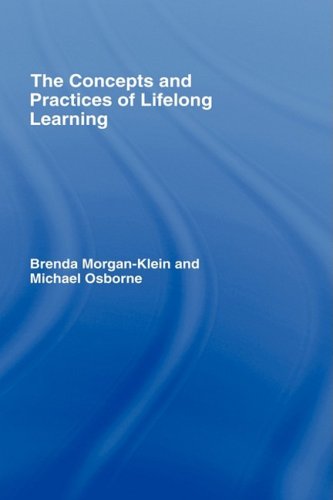 The Concepts and
Practices of Lifelong
Learning
Brenda Morgan-Klein and
Michael Osborne